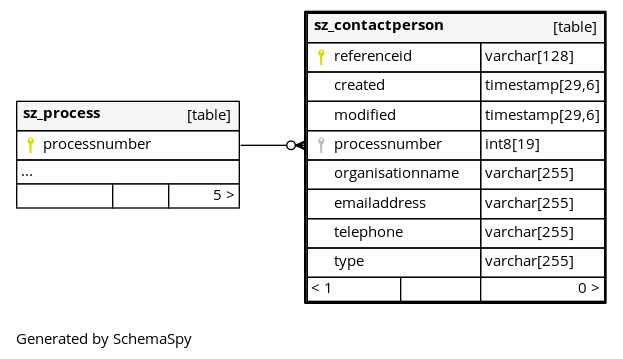 sz_process [table]
processnumber
...
5 >
sz_contactperson [table]
referenceid varchar[128]
created timestamp[29,6]
modified timestamp[29,6]
processnumber int8[19]
organisationname varchar[255]
emailaddress varchar[255]
telephone varchar[255]
type varchar[255]
< 1 0 >
Generated by SchemaSpy